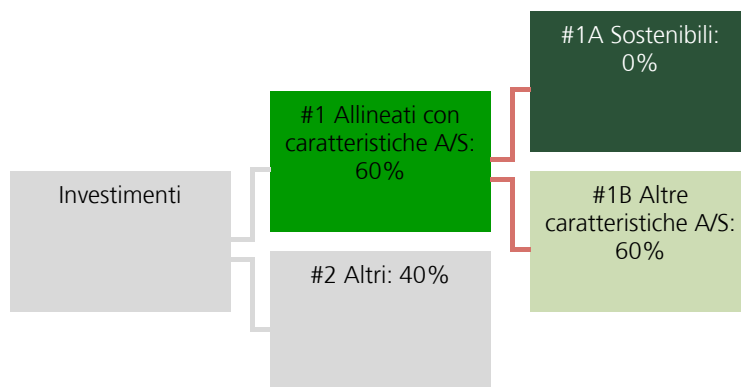 Investimenti
#1 Allineati con
caratteristiche A/S:
60%
#2 Altri: 40%
#1A Sostenibili:
0%
#1B Altre
caratteristiche A/S:
60%